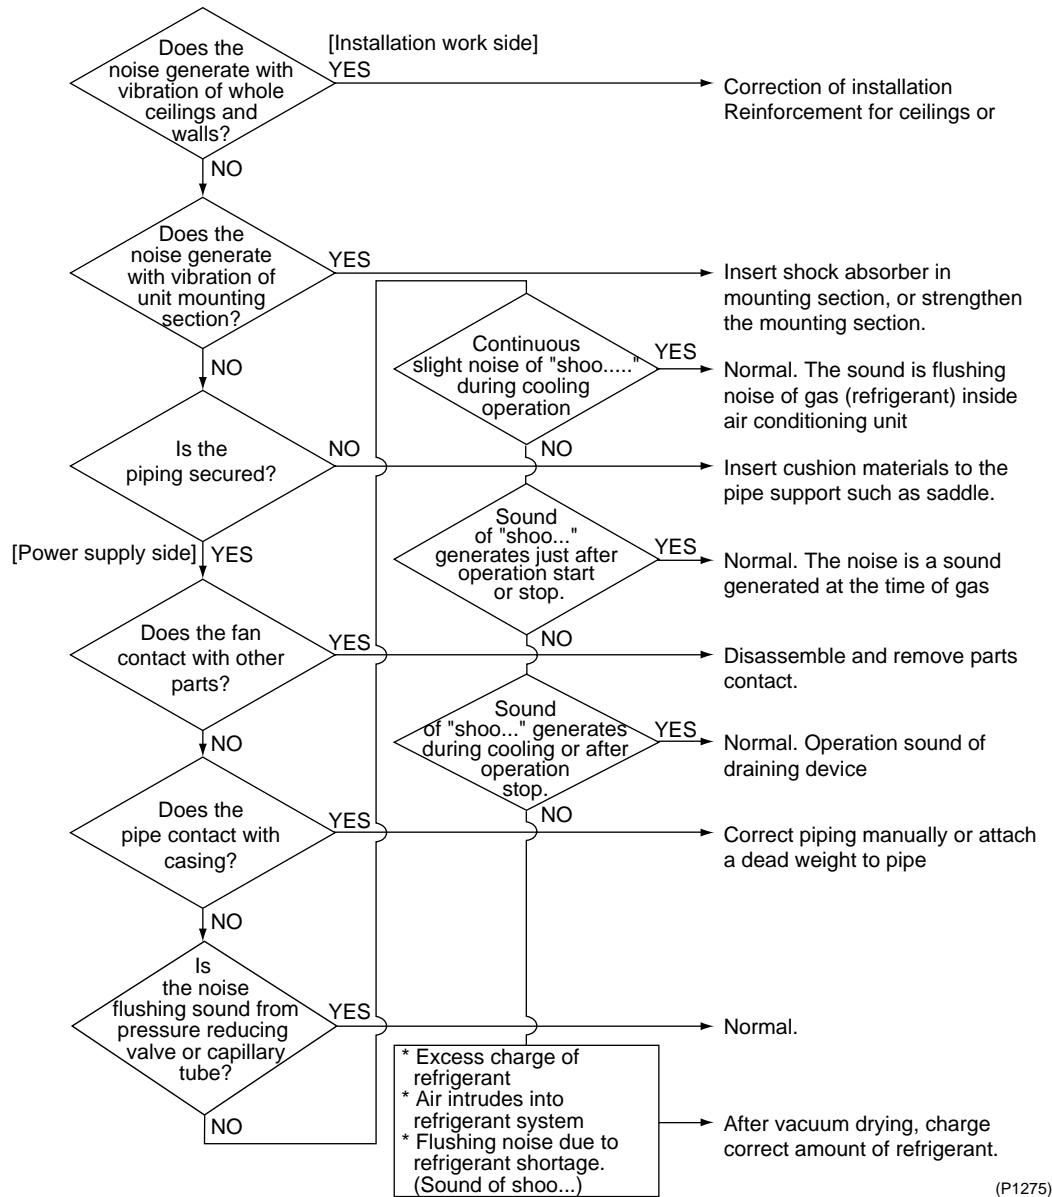 Does the
noise generate with
vibration of whole
ceilings and
walls?
[Installation work side]
YES
Correction of installation
Reinforcement for ceilings or
NO
Does the
noise generate
with vibration of
unit mounting
section?
YES
Insert shock absorber in
mounting section, or strengthen
the mounting section.
NO
Continuous
slight noise of "shoo....."
during cooling
operation
YES
Normal. The sound is flushing
noise of gas (refrigerant) inside
air conditioning unit
NO
Is the
piping secured?
NO
Insert cushion materials to the
pipe support such as saddle.
[Power supply side]
YES
Sound
of "shoo..."
generates just after
operation start
or stop.
YES
Normal. The noise is a sound
generated at the time of gas
NO
Does the fan
contact with other
parts?
YES
Disassemble and remove parts
contact.
NO
Sound
of "shoo..." generates
during cooling or after
operation
stop.
YES
Normal. Operation sound of
draining device
NO
Does the
pipe contact with
casing?
YES
Correct piping manually or attach
a dead weight to pipe
NO
Is
the noise
flushing sound from
pressure reducing
valve or capillary
tube?
YES
Normal.
NO
* Excess charge of
refrigerant
* Air intrudes into
refrigerant system
* Flushing noise due to
refrigerant shortage.
(Sound of shoo...)
After vacuum drying, charge
correct amount of refrigerant.
(P1275)